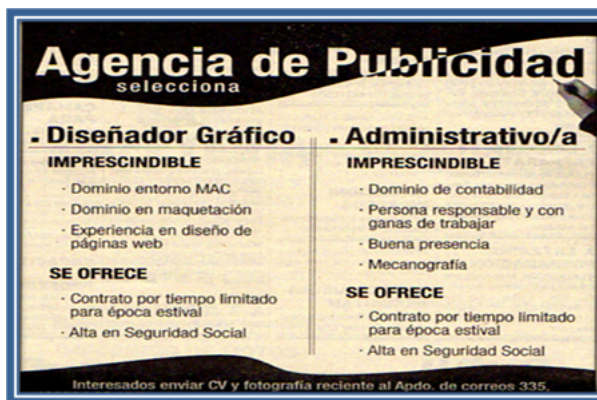 Agencia de Publicidad
selecciona
. Diseñador Gráfico
IMPRESCINDIBLE
· Dominio entorno MAC
· Dominio en maquetación
· Experiencia en diseño de
páginas web
SE OFRECE
· Contrato por tiempo limitado
para época estival
· Alta en Seguridad Social
. Administrativo/a
IMPRESCINDIBLE
· Dominio de contabilidad
· Persona responsable y con
ganas de trabajar
· Buena presencia
· Mecanografía
SE OFRECE
· Contrato por tiempo limitado
para época estival
· Alta en Seguridad Social
Interesados enviar CV y fotografía reciente al Apdo. de correos 335.